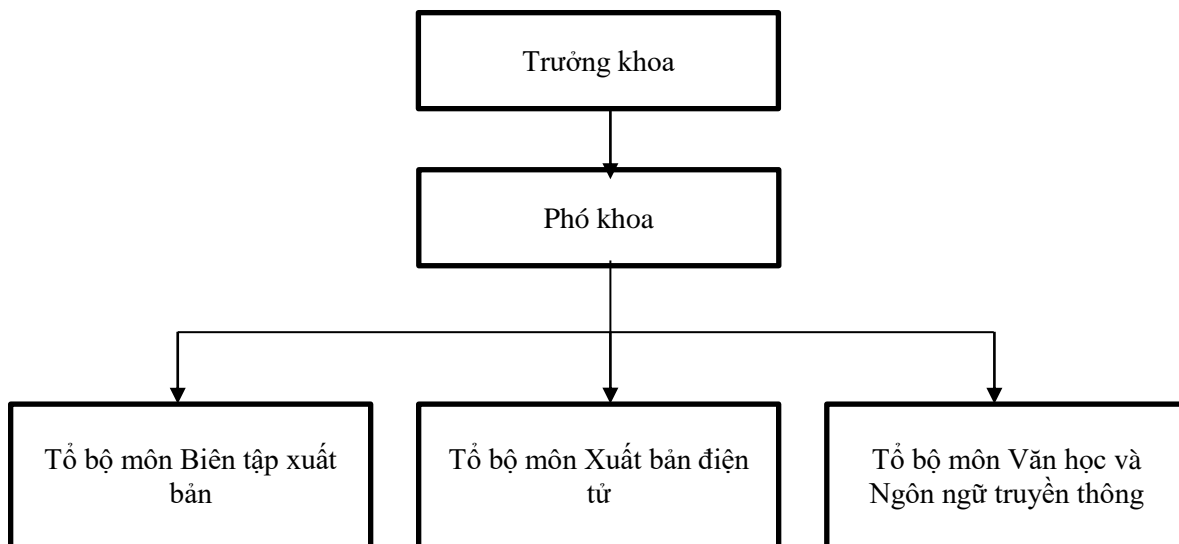 Trưởng khoa
Phó khoa
Tổ bộ môn Biên tập xuất
bản
Tổ bộ môn Xuất bản điện
tử
Tổ bộ môn Văn học và
Ngôn ngữ truyền thông